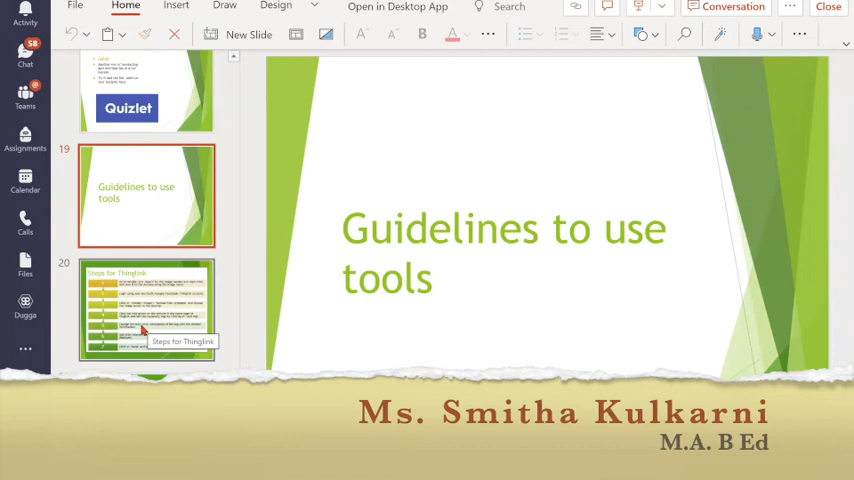 File Home Insert Draw Design Open in Desktop App Search Conversation Close
Activity
New Slide
58
Chat
Teams
Assignments
Calendar
Calls
Files
Dugga
Quizlet
19
Guidelines to use
tools
20
Steps for Thinglink
Steps for Thinglink
Guidelines to use
tools
Ms. Smitha Kulkarni
M.A. B Ed